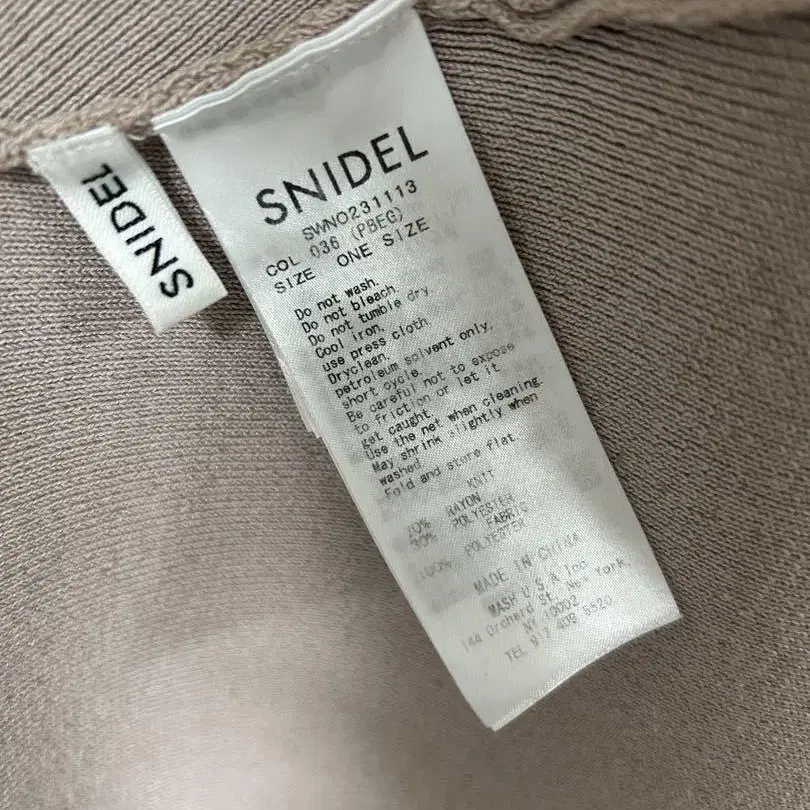 SNIDEL
SNIDEL
SWNO231113
COL 036 (PBEG)
SIZE ONE SIZE
Do not wash.
Do not bleach.
Do not tumble dry.
Cool iron.
use press cloth
Dryclean.
petroleum solvent only.
short cycle.
Be careful not to expose
to friction or let it
get caught.
Use the net when cleaning.
May shrink slightly when
washed
Fold and store flat.
KNIT
70% RAYON
30% POLYESTER
FABRIC
100% POLYESTER
MADE IN CHINA
MASH U.S.A Inc
Orchard St, New York,
NY 10002
TEL 5520